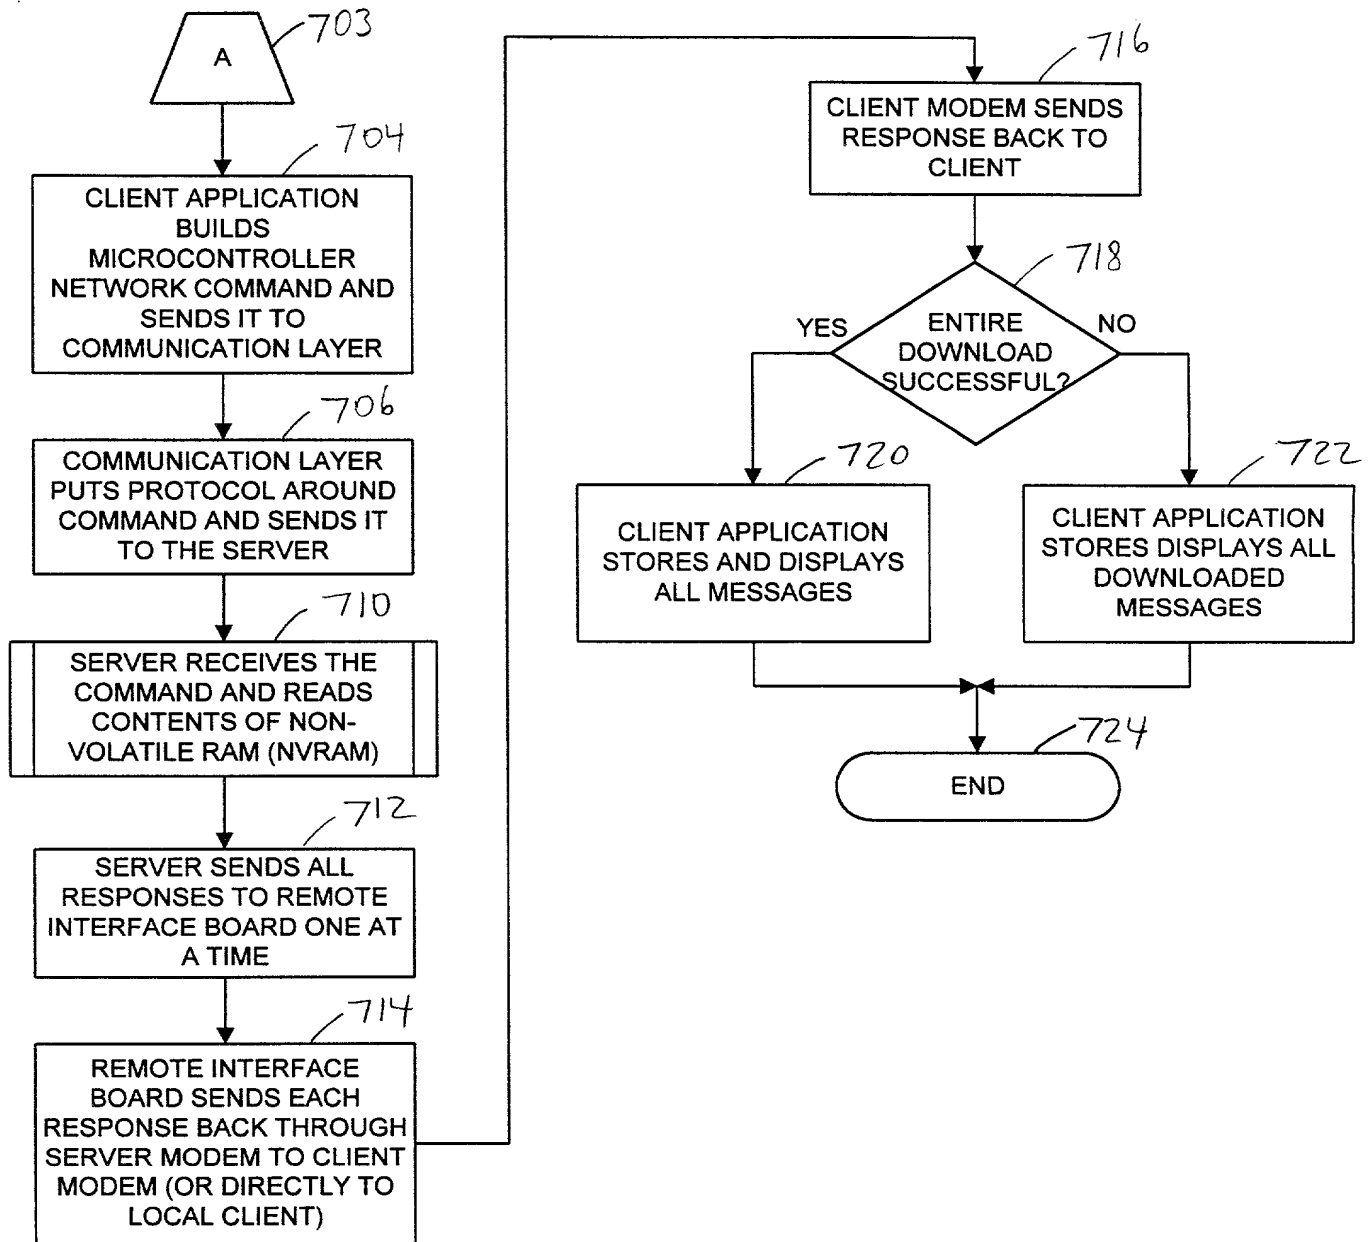 703
A
704
CLIENT APPLICATION
BUILDS
MICROCONTROLLER
NETWORK COMMAND AND
SENDS IT TO
COMMUNICATION LAYER
706
COMMUNICATION LAYER
PUTS PROTOCOL AROUND
COMMAND AND SENDS IT
TO THE SERVER
710
SERVER RECEIVES THE
COMMAND AND READS
CONTENTS OF NON-
VOLATILE RAM (NVRAM)
712
SERVER SENDS ALL
RESPONSES TO REMOTE
INTERFACE BOARD ONE AT
A TIME
714
REMOTE INTERFACE
BOARD SENDS EACH
RESPONSE BACK THROUGH
SERVER MODEM TO CLIENT
MODEM (OR DIRECTLY TO
LOCAL CLIENT)
716
CLIENT MODEM SENDS
RESPONSE BACK TO
CLIENT
718
YES
ENTIRE
DOWNLOAD
SUCCESSFUL?
NO
720
CLIENT APPLICATION
STORES AND DISPLAYS
ALL MESSAGES
722
CLIENT APPLICATION
STORES DISPLAYS ALL
DOWNLOADED
MESSAGES
724
END